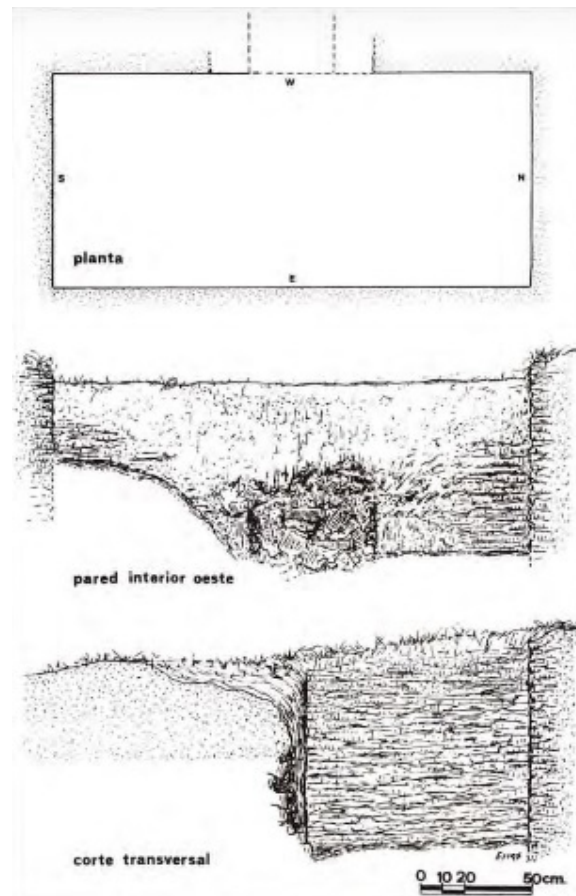 W
S
N
planta
E
pared interior oeste
corte transversal
0 10 20 50cm.